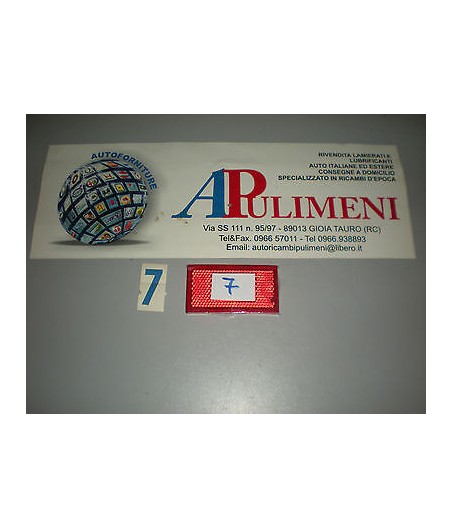 AUTOFORNITURE
RIVENDITA LAMIERATI E
LUBRIFICANTI
AUTO ITALIANE ED ESTERE
CONSEGNE A DOMICILIO
SPECIALIZZATO IN RICAMBI D'EPOCA
APULIMENI
Via SS 111 n. 95/97 - 89013 GIOIA TAURO (RC)
Tel&Fax. 0966 57011 - Tel 0966.938893
Email: autoricambipulimeni@libero.it
7
7